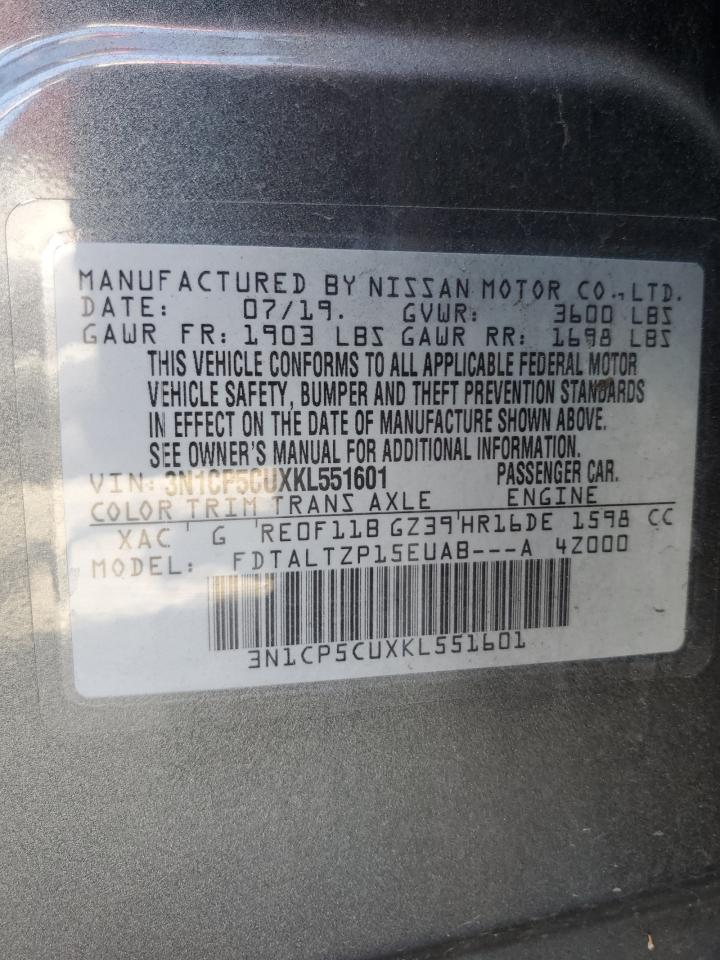 MANUFACTURED BY NISSAN MOTOR CO., LTD.
DATE: 07/19. GVWR: 3600 LBS
GAWR FR: 1903 LBS GAWR RR: 1698 LBS
THIS VEHICLE CONFORMS TO ALL APPLICABLE FEDERAL MOTOR
VEHICLE SAFETY, BUMPER AND THEFT PREVENTION STANDARDS
IN EFFECT ON THE DATE OF MANUFACTURE SHOWN ABOVE.
SEE OWNER'S MANUAL FOR ADDITIONAL INFORMATION.
VIN: 3N1CP5CUXKL551601 PASSENGER CAR.
COLOR TRIM TRANS AXLE ENGINE
XAC G RE0F11B GZ39 HR16DE 1598 CC
MODEL: FDTALTZP15EUAB---A 4Z000
3N1CP5CUXKL551601